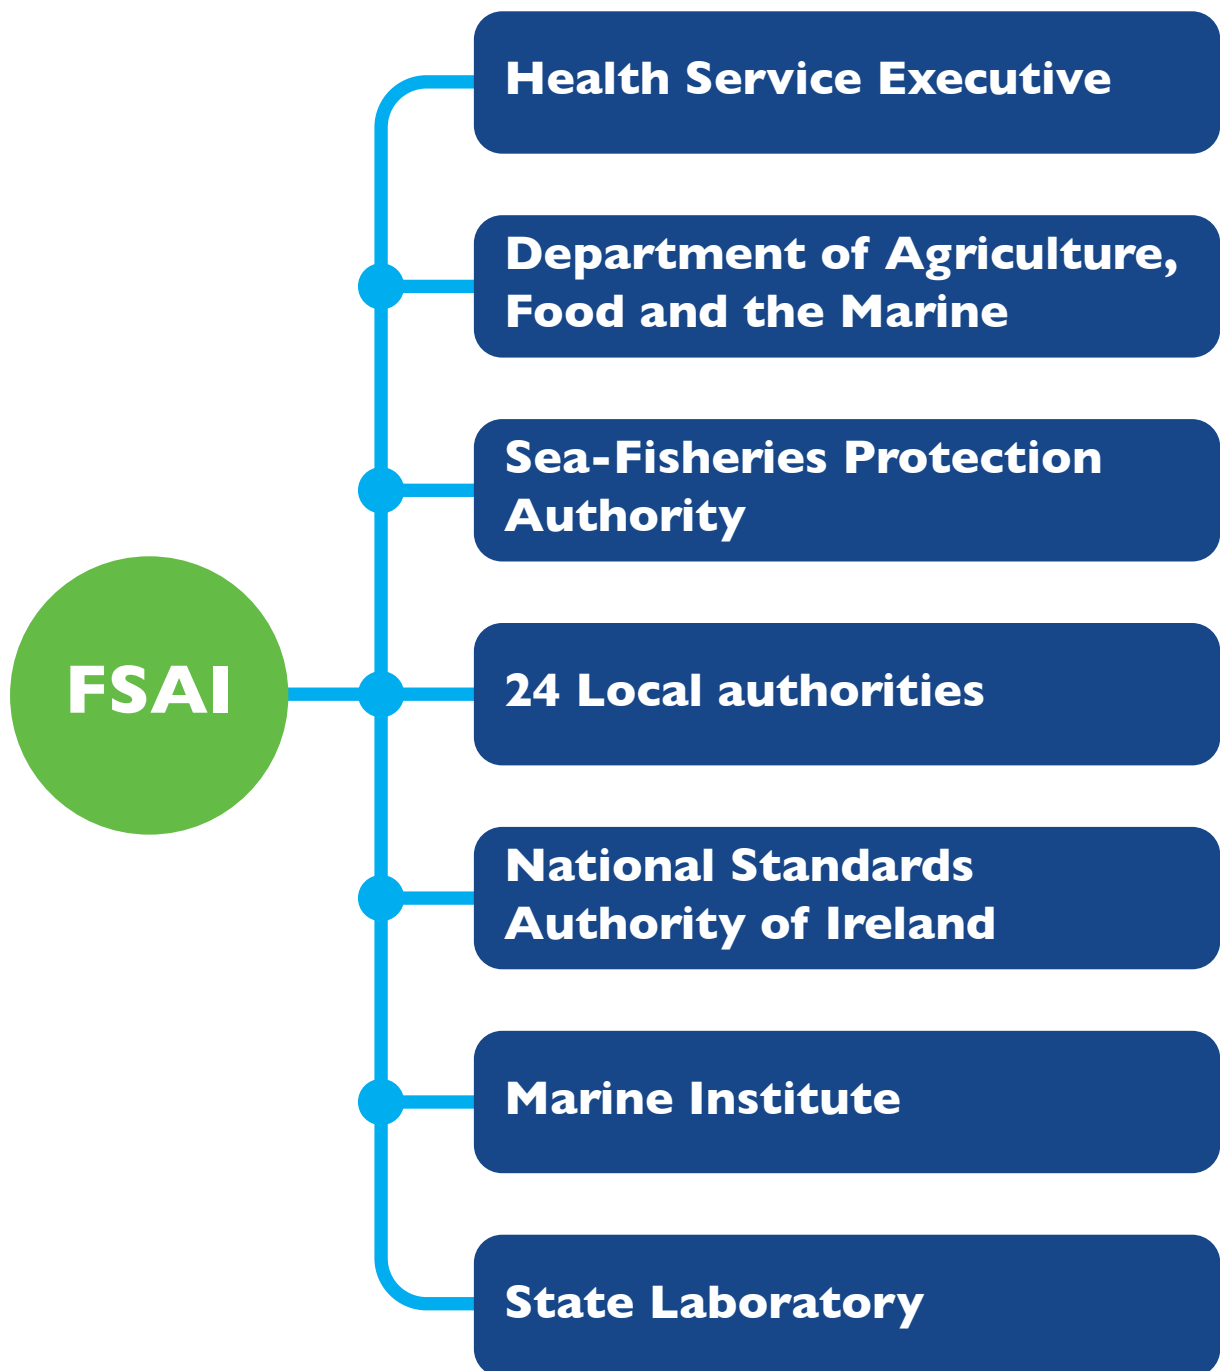 Health Service Executive
Department of Agriculture,
Food and the Marine
Sea-Fisheries Protection
Authority
FSAI
24 Local authorities
National Standards
Authority of Ireland
Marine Institute
State Laboratory